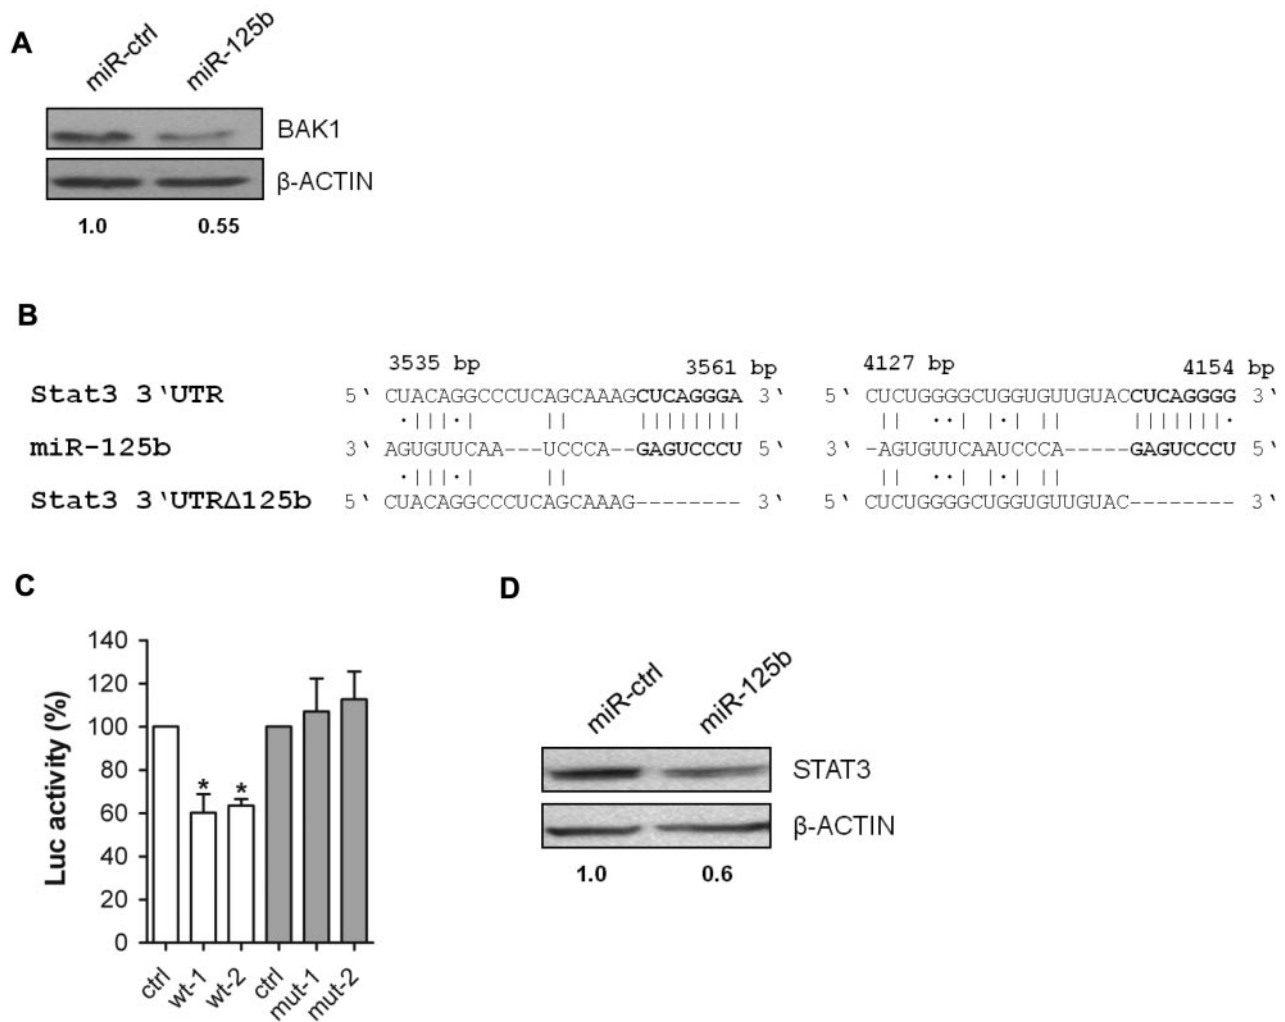 A
miR-ctrl
miR-125b
BAK1
β-ACTIN
1.0
0.55
B
3535 bp
3561 bp
4127 bp
4154 bp
Stat3 3‘UTR
5‘ CUACAGGCCCUCAGCAAAGCUCAGGGA 3‘
5‘ CUCUGGGGCUGGUGUUGUACCUCAGGGG 3‘
miR-125b
3‘ AGUGUUCAA---UCCCA--GAGUCCCU 5‘
3‘ -AGUGUUCAAUCCCA-----GAGUCCCU 5‘
Stat3 3‘UTRΔ125b
5‘ CUACAGGCCCUCAGCAAAG-------- 3‘
5‘ CUCUGGGGCUGGUGUUGUAC-------- 3‘
C
Luc activity (%)
140
120
100
80
60
40
20
0
* *
ctrl
wt-1
wt-2
ctrl
mut-1
mut-2
D
miR-ctrl
miR-125b
STAT3
β-ACTIN
1.0
0.6